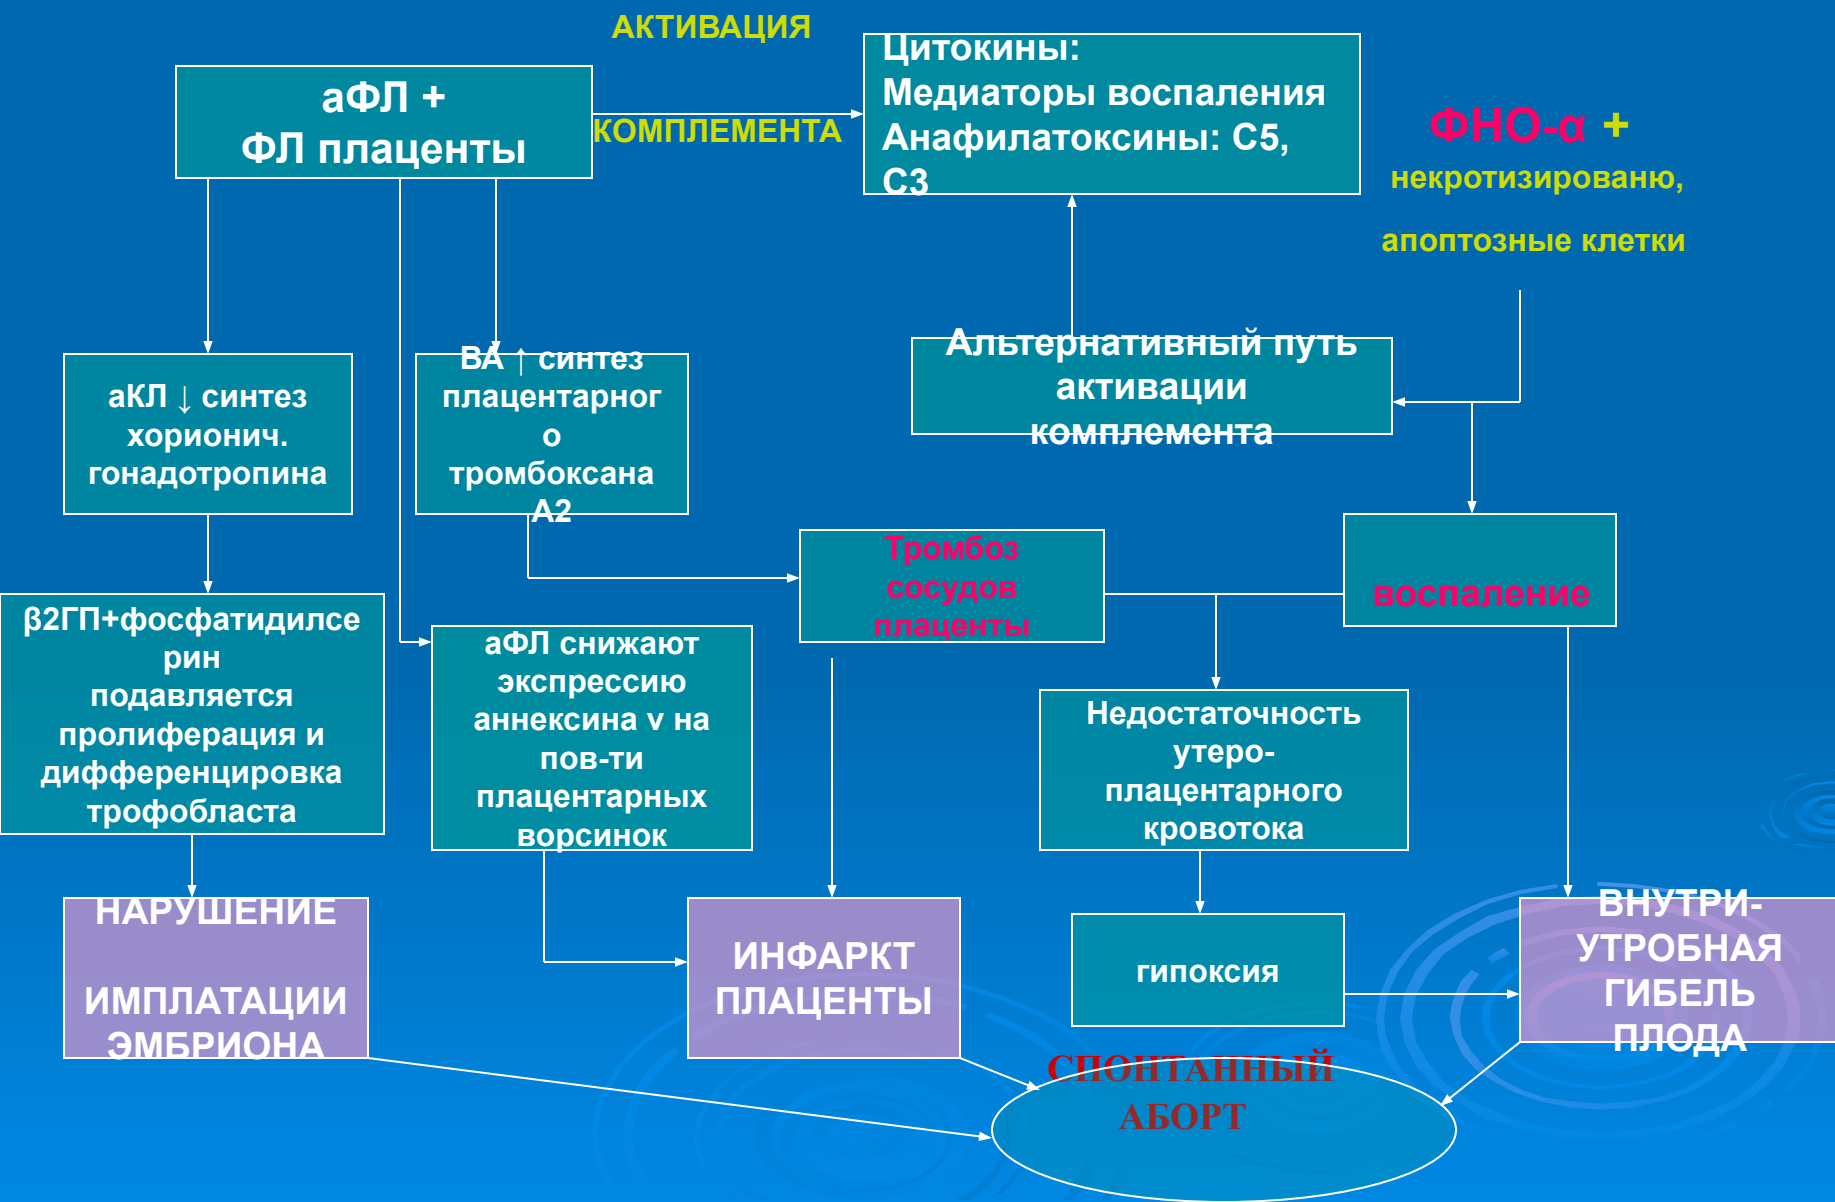 АКТИВАЦИЯ
КОМПЛЕМЕНТА
аФЛ +
ФЛ плаценты
Цитокины:
Медиаторы воспаления
Анафилатоксины: С5,
С3
ФНО-α +
некротизированю,
апоптозные клетки
аКЛ ↓ синтез
хорионич.
гонадотропина
ВА ↑ синтез
плацентарног
о
тромбоксана
А2
Альтернативный путь
активации
комплемента
Тромбоз
сосудов
плаценты
воспаление
β2ГП+фосфатидилсе
рин
подавляется
пролиферация и
дифференцировка
трофобласта
аФЛ снижают
экспрессию
аннексина v на
пов-ти
плацентарных
ворсинок
Недостаточность
утеро-
плацентарного
кровотока
НАРУШЕНИЕ
ИМПЛАТАЦИИ
ЭМБРИОНА
ИНФАРКТ
ПЛАЦЕНТЫ
гипоксия
ВНУТРИ-
УТРОБНАЯ
ГИБЕЛЬ
ПЛОДА
СПОНТАННЫЙ
АБОРТ